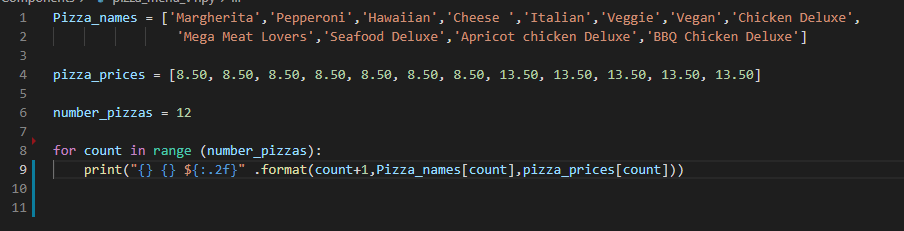 Components > pizza_menu_v1.py > ...
1 Pizza_names = ['Margherita','Pepperoni','Hawaiian','Cheese ','Italian','Veggie','Vegan','Chicken Deluxe',
2 'Mega Meat Lovers','Seafood Deluxe','Apricot chicken Deluxe','BBQ Chicken Deluxe']
3
4 pizza_prices = [8.50, 8.50, 8.50, 8.50, 8.50, 8.50, 8.50, 13.50, 13.50, 13.50, 13.50, 13.50]
5
6 number_pizzas = 12
7
8 for count in range (number_pizzas):
9 print("{} {} ${:.2f}" .format(count+1,Pizza_names[count],pizza_prices[count]))
10
11